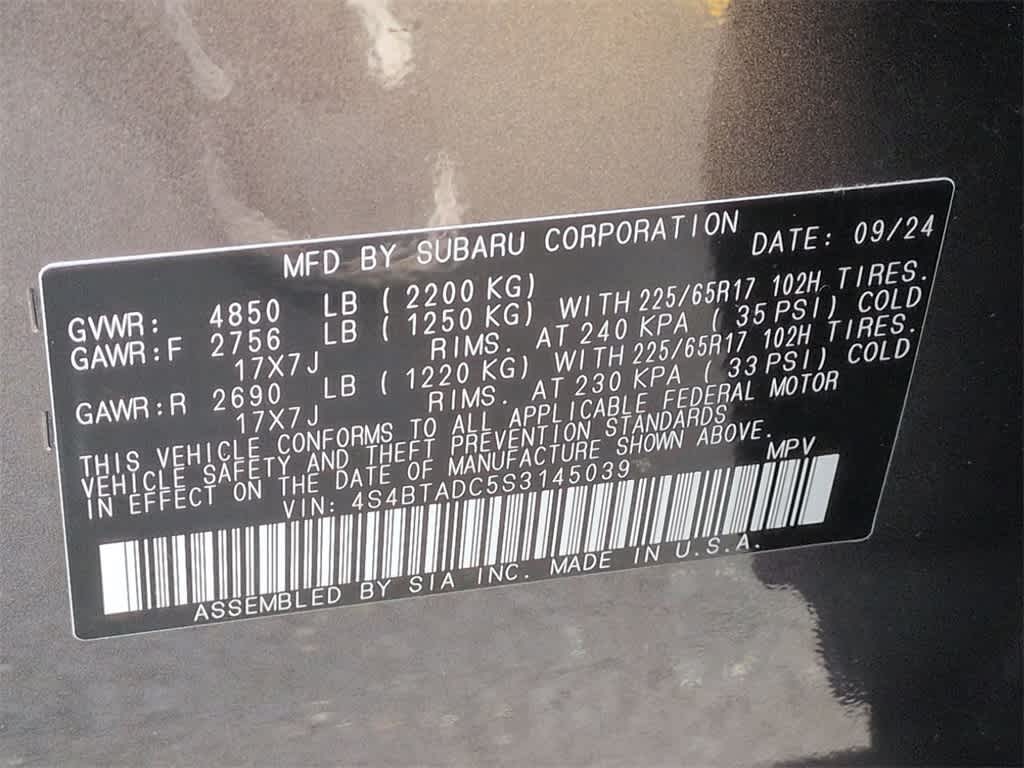 MFD BY SUBARU CORPORATION DATE: 09/24
GVWR: 4850 LB ( 2200 KG)
GAWR:F 2756 LB ( 1250 KG) WITH 225/65R17 102H TIRES.
17X7J RIMS. AT 240 KPA ( 35 PSI) COLD
GAWR:R 2690 LB ( 1220 KG) WITH 225/65R17 102H TIRES.
17X7J RIMS. AT 230 KPA ( 33 PSI) COLD
THIS VEHICLE CONFORMS TO ALL APPLICABLE FEDERAL MOTOR
VEHICLE SAFETY AND THEFT PREVENTION STANDARDS
IN EFFECT ON THE DATE OF MANUFACTURE SHOWN ABOVE.
VIN: 4S4BTADC5S3145039 MPV
ASSEMBLED BY SIA INC. MADE IN U.S.A.